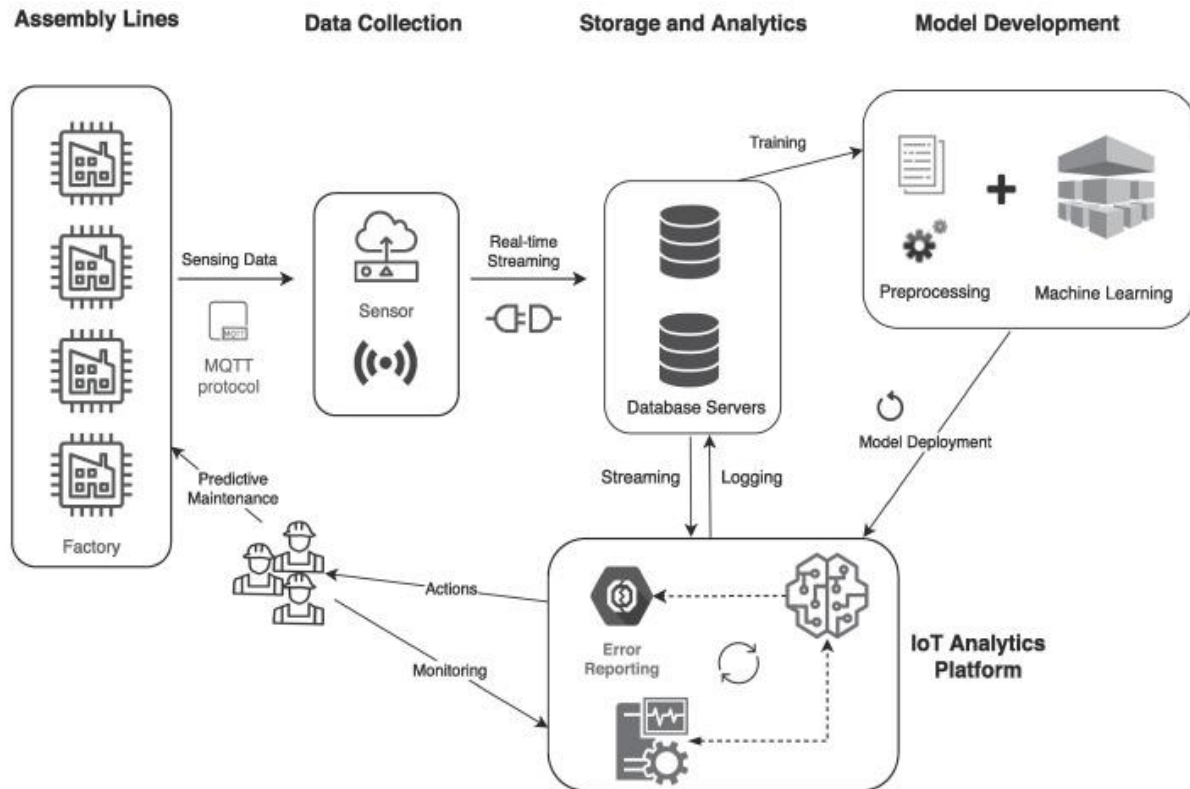 Assembly Lines
Data Collection
Storage and Analytics
Model Development
Factory
Sensing Data
MQTT
MQTT
protocol
Sensor
Real-time
Streaming
Database Servers
Training
Preprocessing
Machine Learning
Model Deployment
Streaming
Logging
Predictive
Maintenance
Actions
Monitoring
Error
Reporting
IoT Analytics
Platform